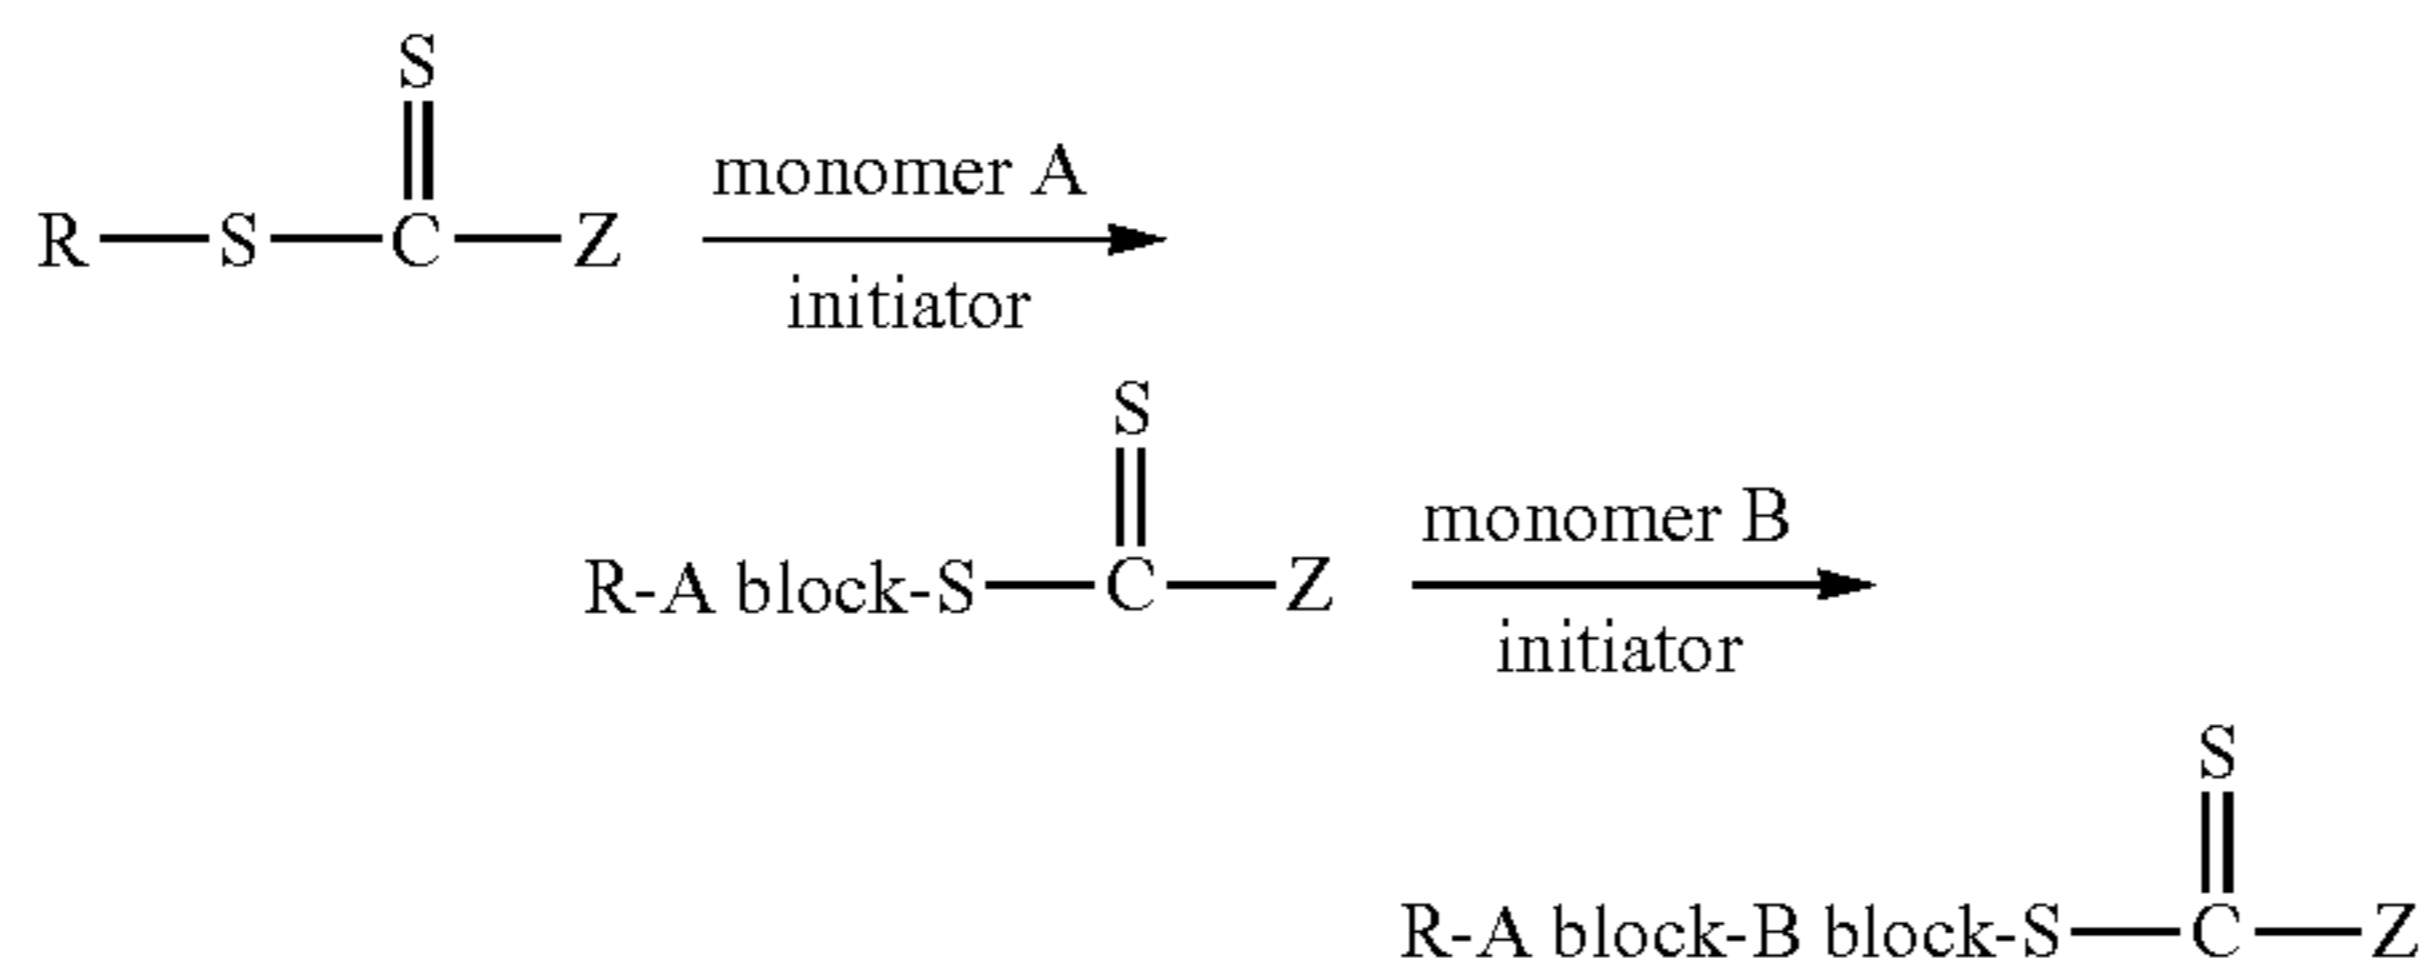 S
monomer A
R—S—C—Z
initiator
S
monomer B
R-A block-S—C—Z
initiator
S
R-A block-B block-S—C—Z